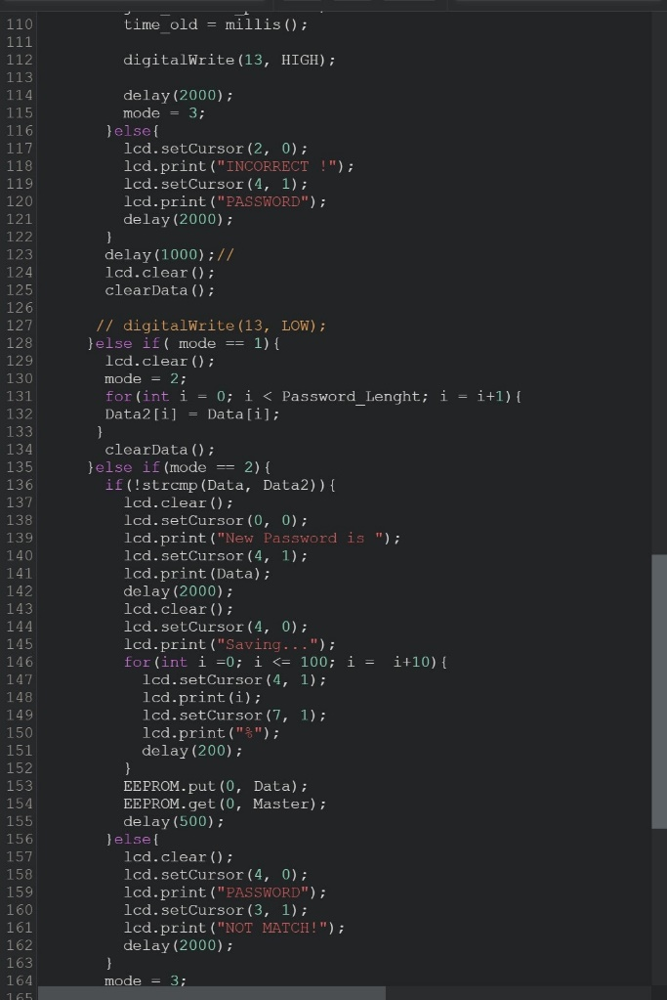 110 time_old = millis();
111
112 digitalWrite(13, HIGH);
113
114 delay(2000);
115 mode = 3;
116 }else{
117 lcd.setCursor(2, 0);
118 lcd.print("INCORRECT !");
119 lcd.setCursor(4, 1);
120 lcd.print("PASSWORD");
121 delay(2000);
122 }
123 delay(1000);//
124 lcd.clear();
125 clearData();
126
127 // digitalWrite(13, LOW);
128 }else if( mode == 1){
129 lcd.clear();
130 mode = 2;
131 for(int i = 0; i < Password_Lenght; i = i+1){
132 Data2[i] = Data[i];
133 }
134 clearData();
135 }else if(mode == 2){
136 if(!strcmp(Data, Data2)){
137 lcd.clear();
138 lcd.setCursor(0, 0);
139 lcd.print("New Password is ");
140 lcd.setCursor(4, 1);
141 lcd.print(Data);
142 delay(2000);
143 lcd.clear();
144 lcd.setCursor(4, 0);
145 lcd.print("Saving...");
146 for(int i =0; i <= 100; i =  i+10){
147 lcd.setCursor(4, 1);
148 lcd.print(i);
149 lcd.setCursor(7, 1);
150 lcd.print("%");
151 delay(200);
152 }
153 EEPROM.put(0, Data);
154 EEPROM.get(0, Master);
155 delay(500);
156 }else{
157 lcd.clear();
158 lcd.setCursor(4, 0);
159 lcd.print("PASSWORD");
160 lcd.setCursor(3, 1);
161 lcd.print("NOT MATCH!");
162 delay(2000);
163 }
164 mode = 3;
165